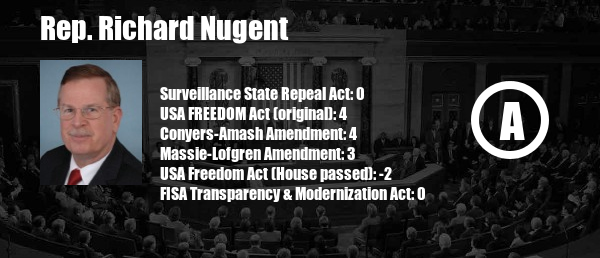 Rep. Richard Nugent
Surveillance State Repeal Act: 0
USA FREEDOM Act (original): 4
Conyers-Amash Amendment: 4
Massie-Lofgren Amendment: 3
USA Freedom Act (House passed): -2
FISA Transparency & Modernization Act: 0
A